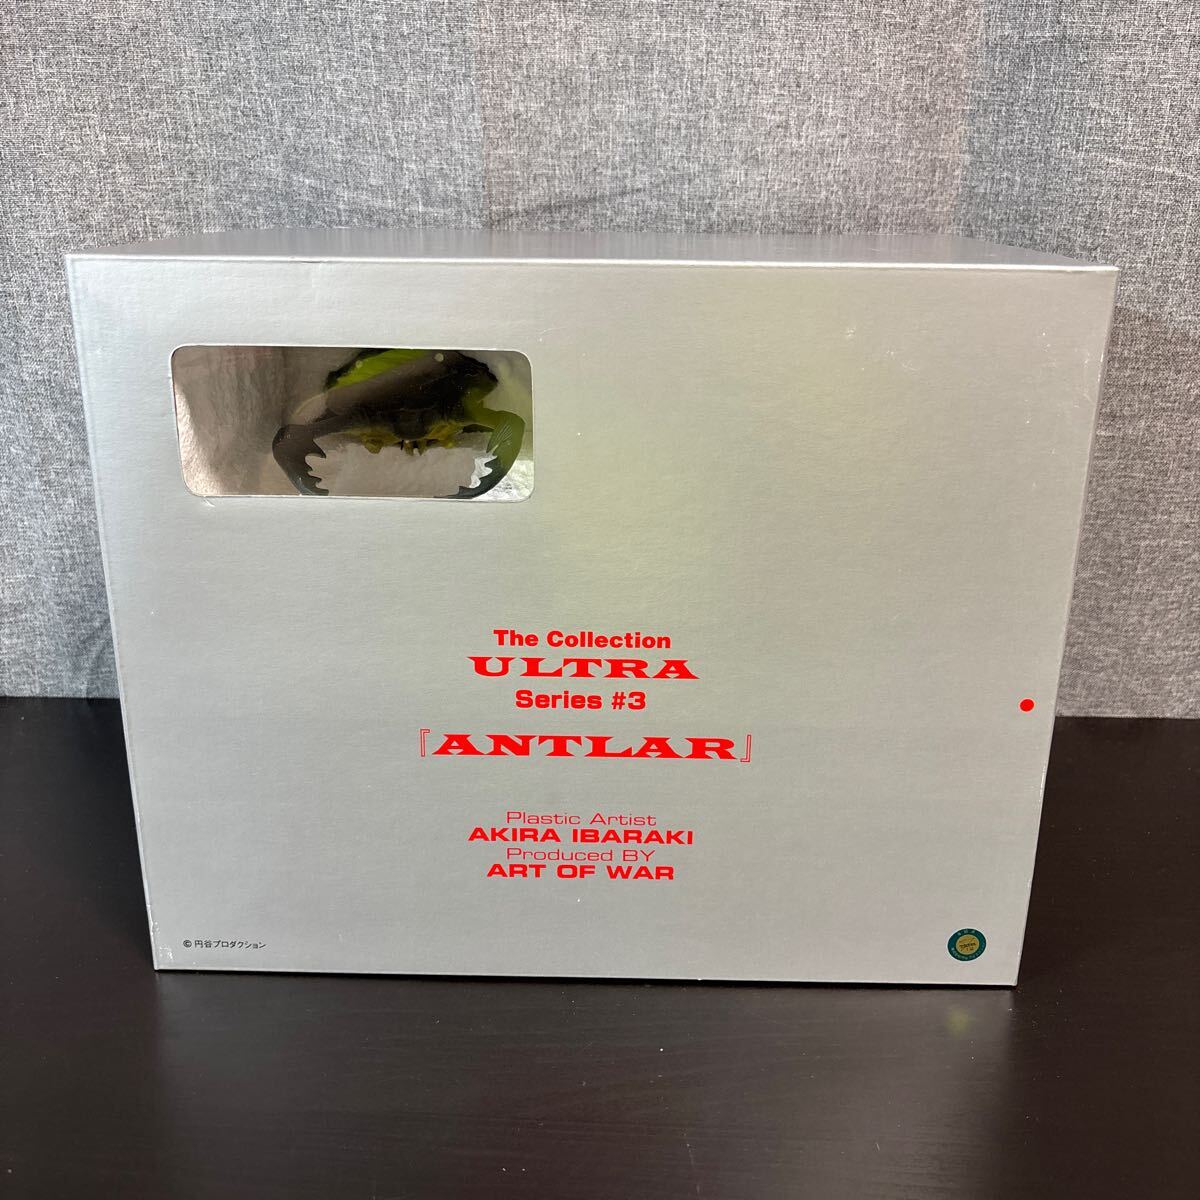 The Collection
ULTRA
Series #3
『ANTLAR』
Plastic Artist
AKIRA IBARAKI
Produced BY
ART OF WAR
© 円谷プロダクション